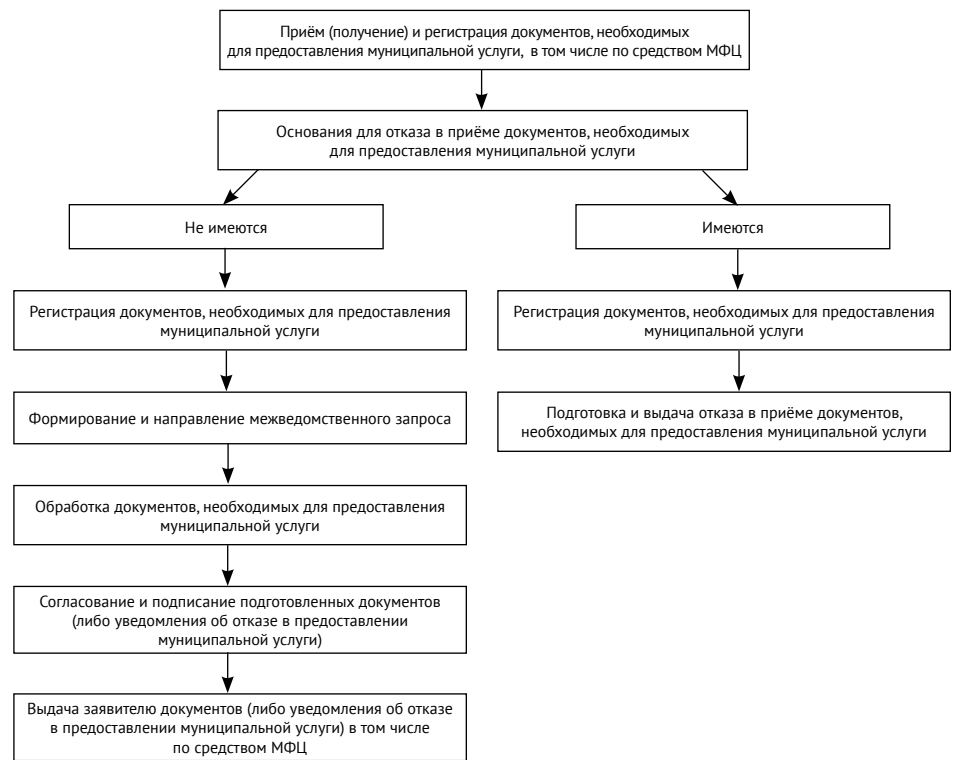 Приём (получение) и регистрация документов, необходимых
для предоставления муниципальной услуги, в том числе по средством МФЦ
Основания для отказа в приёме документов, необходимых
для предоставления муниципальной услуги
Не имеются
Имеются
Регистрация документов, необходимых для предоставления
муниципальной услуги
Регистрация документов, необходимых для предоставления
муниципальной услуги
Формирование и направление межведомственного запроса
Подготовка и выдача отказа в приёме документов,
необходимых для предоставления муниципальной услуги
Обработка документов, необходимых для предоставления
муниципальной услуги
Согласование и подписание подготовленных документов
(либо уведомления об отказе в предоставлении
муниципальной услуги)
Выдача заявителю документов (либо уведомления об отказе
в предоставлении муниципальной услуги) в том числе
по средством МФЦ